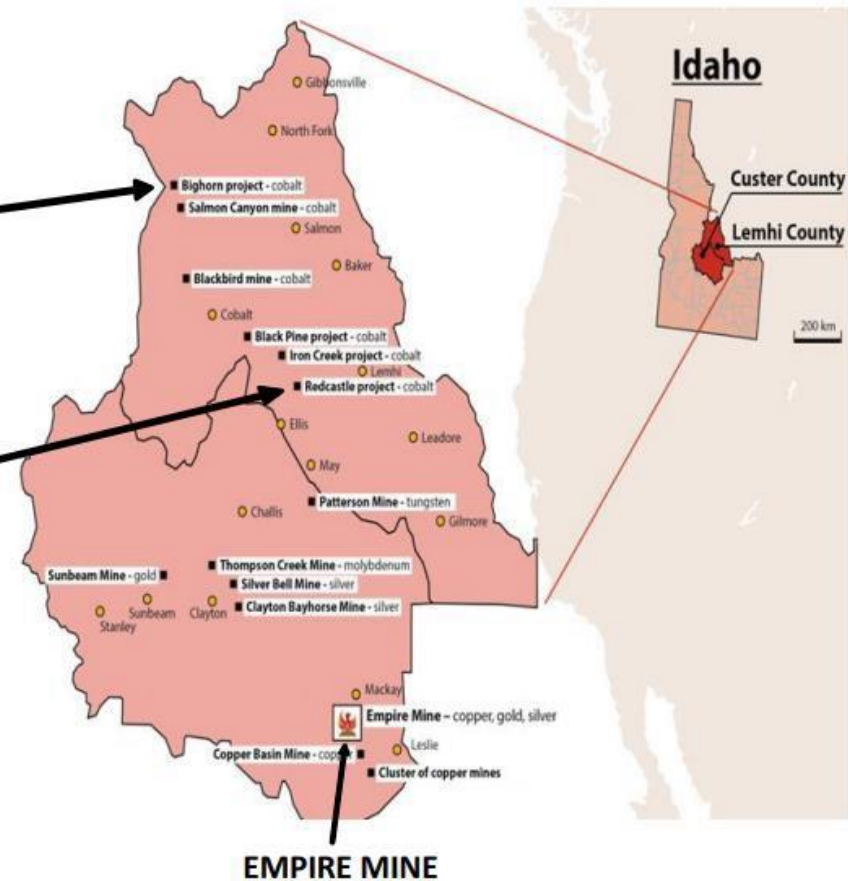 Idaho
Custer County
Lemhi County
200 km
Gibbonsville
North Fork
Bighorn project - cobalt
Salmon Canyon mine - cobalt
Salmon
Baker
Blackbird mine - cobalt
Cobalt
Black Pine project - cobalt
Iron Creek project - cobalt
Lemhi
Redcastle project - cobalt
Ellis
Leadore
May
Patterson Mine - tungsten
Challis
Gilmore
Thompson Creek Mine - molybdenum
Sunbeam Mine - gold
Silver Bell Mine - silver
Sunbeam
Clayton
Clayton Bayhorse Mine - silver
Stanley
Mackay
Empire Mine – copper, gold, silver
Leslie
Copper Basin Mine - copper
Cluster of copper mines
EMPIRE MINE